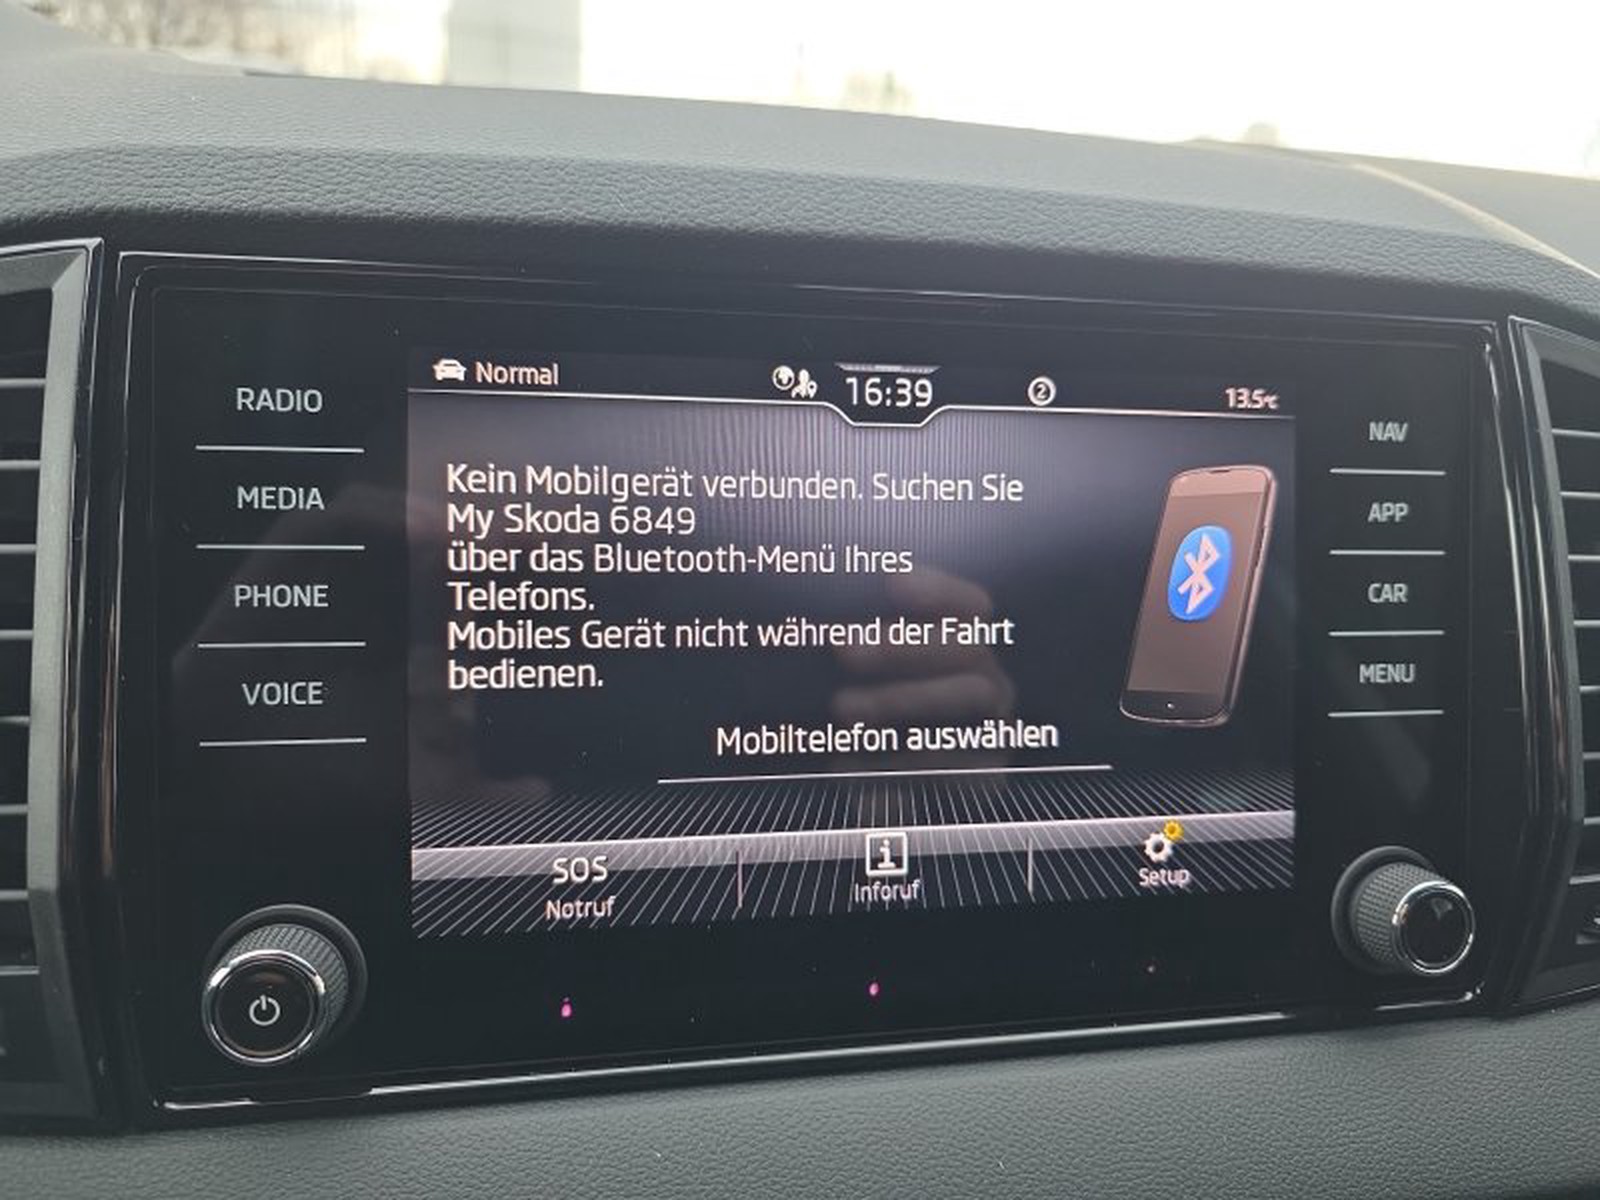 Normal
16:39
2
13.5°C
RADIO
MEDIA
PHONE
VOICE
Kein Mobilgerät verbunden. Suchen Sie
My Skoda 6849
über das Bluetooth-Menü Ihres
Telefons.
Mobiles Gerät nicht während der Fahrt
bedienen.
Mobiltelefon auswählen
SOS
Notruf
i
Inforuf
Setup
NAV
APP
CAR
MENU